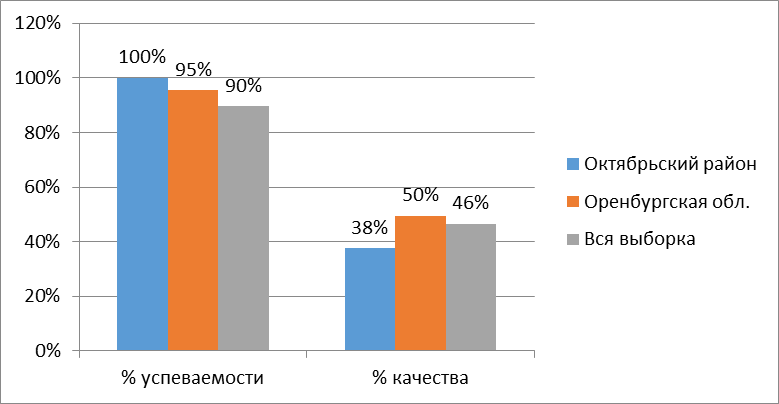 120%
100%
80%
60%
40%
20%
0%
100%
95%
90%
38%
50%
46%
% успеваемости
% качества
Октябрьский район
Оренбургская обл.
Вся выборка